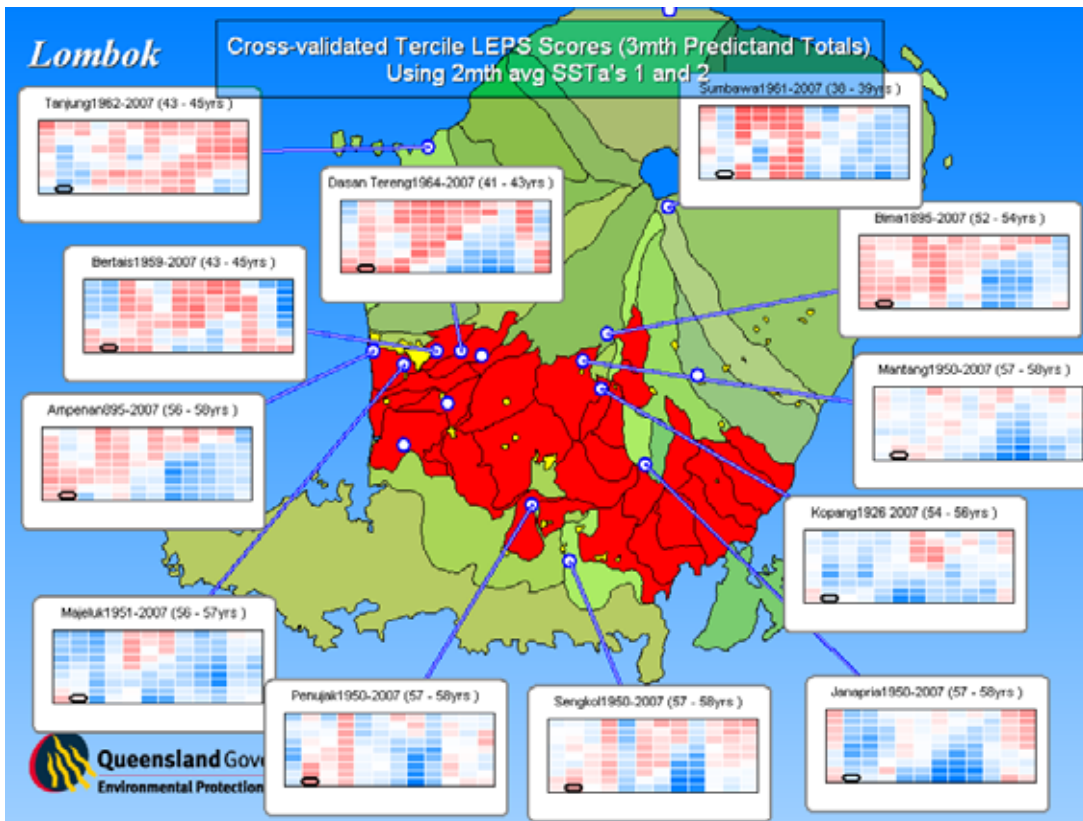 Lombok
Cross-validated Tercile LEPS Scores (3mth Predictand Totals)
Using 2mth avg SSTa's 1 and 2
Tanjung1962-2007 (43 - 45yrs )
Sumbawa1961-2007 (38 - 39yrs )
Dasan Tereng1964-2007 (41 - 43yrs )
Bima1895-2007 (52 - 54yrs )
Bertais1959-2007 (43 - 45yrs )
Mantang1950-2007 (57 - 58yrs )
Ampenan895-2007 (56 - 58yrs )
Kopang1926 2007 (54 - 56yrs )
Majeluk1951-2007 (56 - 57yrs )
Penujak1950-2007 (57 - 58yrs )
Sengkol1950-2007 (57 - 58yrs )
Janapria1950-2007 (57 - 58yrs )
Queensland Gove
Environmental Protection